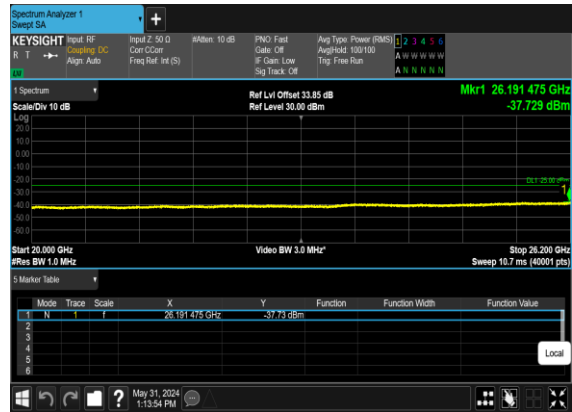 Spectrum Analyzer 1
Swept SA
+
KEYSIGHT Input: RF Input Z: 50 Ω #Atten: 10 dB PNO: Fast Avg Type: Power (RMS) 1 2 3 4 5 6
R T Coupling: DC Corr CCorr Gate: Off Avg|Hold: 100/100 A W W W W W
Align: Auto Freq Ref: Int (S) IF Gain: Low Trig: Free Run
LW Sig Track: Off A N N N N N
1 Spectrum Ref Lvl Offset 33.85 dB Mkr1 26.191 475 GHz
Scale/Div 10 dB Ref Level 30.00 dBm -37.729 dBm
Log
20.0
10.0
0.00
-10.0
-20.0 DL1 -25.00 dBm
-30.0 1
-40.0
-50.0
-60.0
Start 20.000 GHz Video BW 3.0 MHz* Stop 26.200 GHz
#Res BW 1.0 MHz Sweep 10.7 ms (40001 pts)
5 Marker Table
Mode Trace Scale X Y Function Function Width Function Value
1 N 1 f 26.191 475 GHz -37.73 dBm
2
3
4
5
6
Local
? May 31, 2024
1:13:54 PM